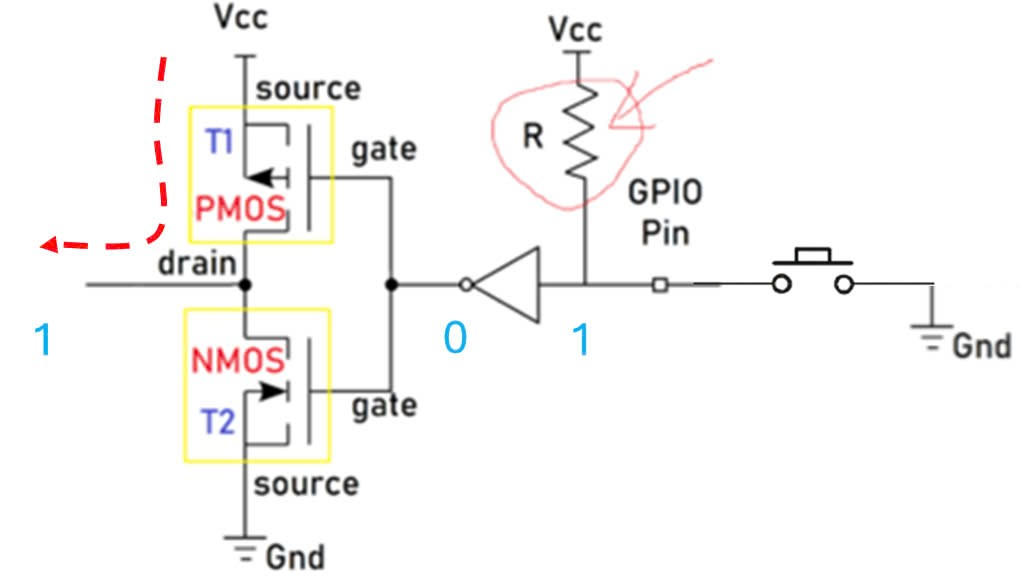 Vcc
Vcc
source
T1
R
gate
GPIO
Pin
PMOS
drain
1
0
1
NMOS
T2
gate
source
Gnd
Gnd